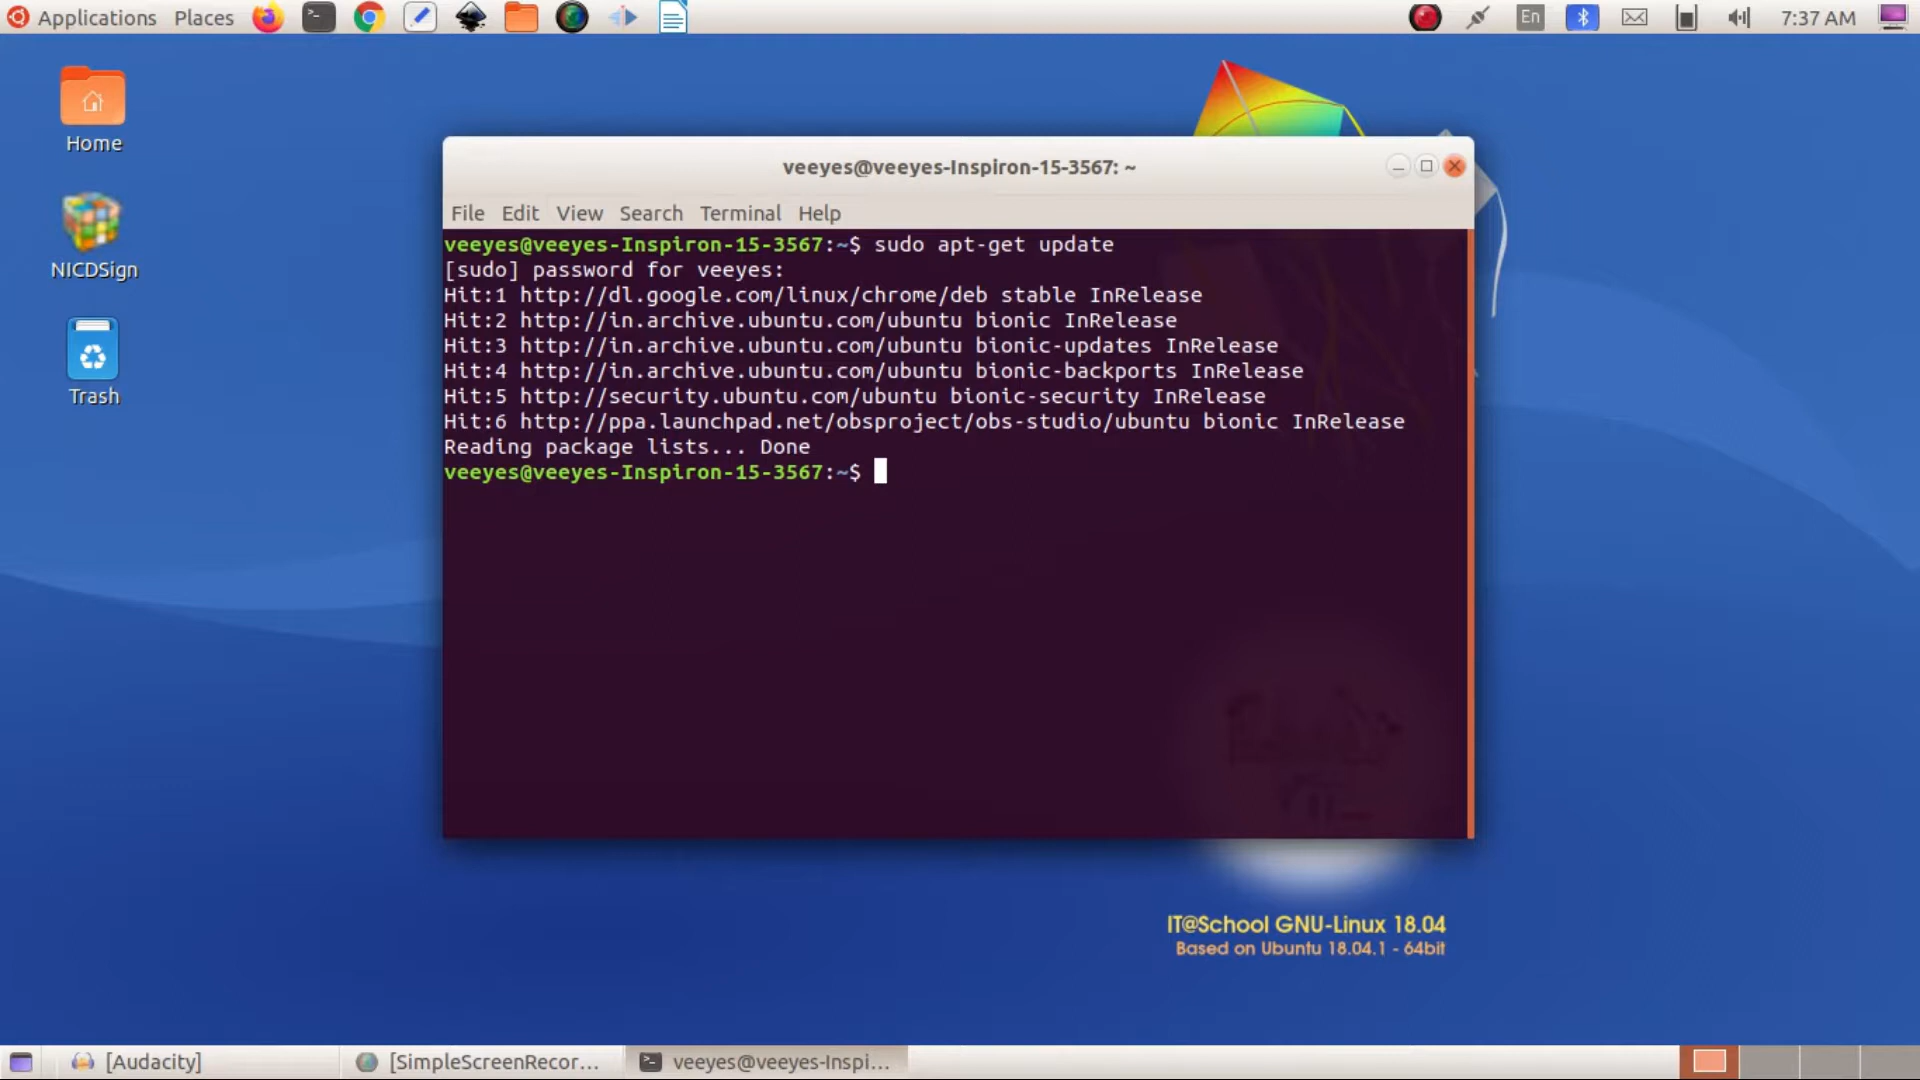 Applications Places En 7:37 AM
Home
NICDSign
Trash
veeyes@veeyes-Inspiron-15-3567: ~
File Edit View Search Terminal Help
veeyes@veeyes-Inspiron-15-3567:~$ sudo apt-get update
[sudo] password for veeyes:
Hit:1 http://dl.google.com/linux/chrome/deb stable InRelease
Hit:2 http://in.archive.ubuntu.com/ubuntu bionic InRelease
Hit:3 http://in.archive.ubuntu.com/ubuntu bionic-updates InRelease
Hit:4 http://in.archive.ubuntu.com/ubuntu bionic-backports InRelease
Hit:5 http://security.ubuntu.com/ubuntu bionic-security InRelease
Hit:6 http://ppa.launchpad.net/obsproject/obs-studio/ubuntu bionic InRelease
Reading package lists... Done
veeyes@veeyes-Inspiron-15-3567:~$
IT@School GNU-Linux 18.04
Based on Ubuntu 18.04.1 - 64bit
[Audacity] [SimpleScreenRecor... veeyes@veeyes-Inspi...